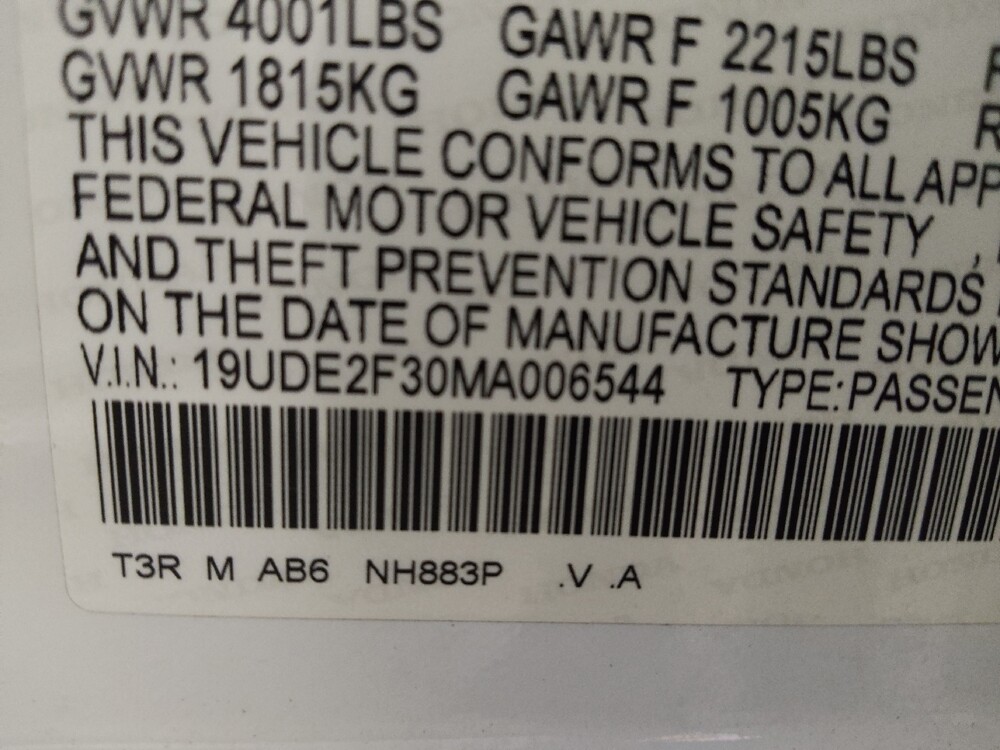 GVWR 4001LBS GAWR F 2215LBS
GVWR 1815KG GAWR F 1005KG
THIS VEHICLE CONFORMS TO ALL APP
FEDERAL MOTOR VEHICLE SAFETY ,
AND THEFT PREVENTION STANDARDS
ON THE DATE OF MANUFACTURE SHOW
V.I.N.: 19UDE2F30MA006544 TYPE:PASSEN
T3R M AB6 NH883P .V .A